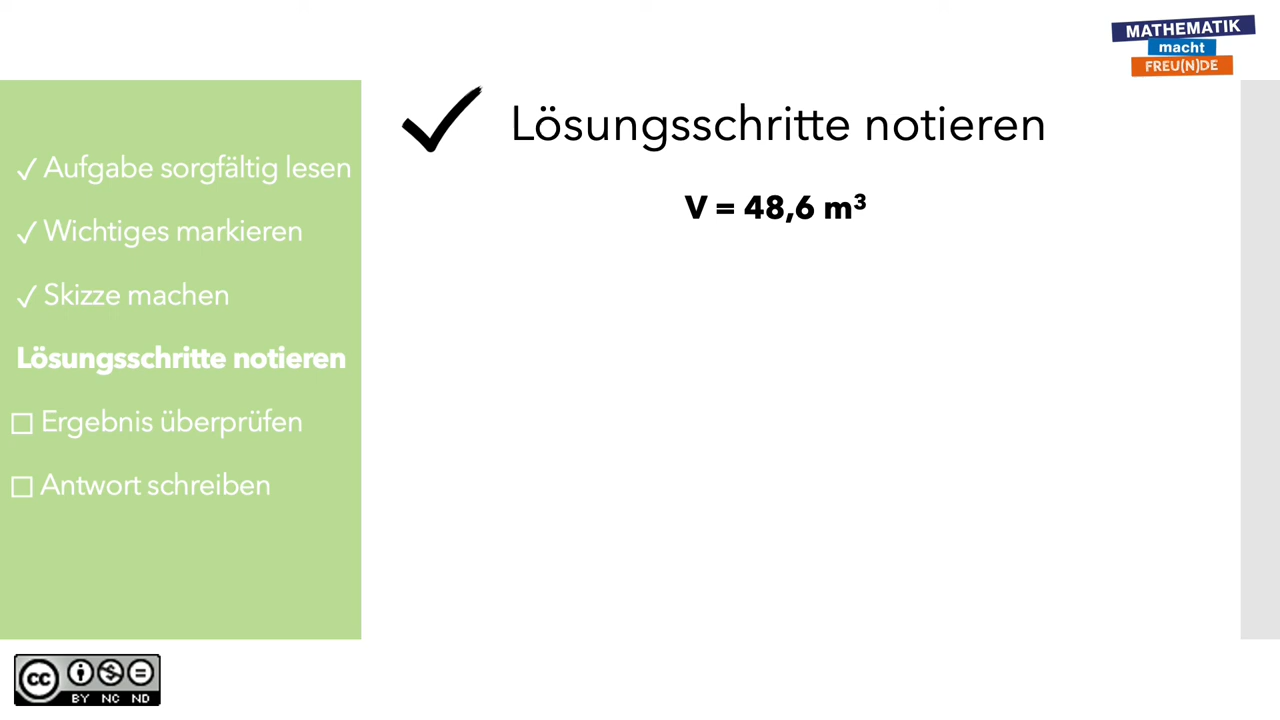 MATHEMATIK
macht
FREU(N)DE
✓ Lösungsschritte notieren
V = 48,6 m³
✓ Aufgabe sorgfältig lesen
✓ Wichtiges markieren
✓ Skizze machen
Lösungsschritte notieren
☐ Ergebnis überprüfen
☐ Antwort schreiben
cc
BY NC ND